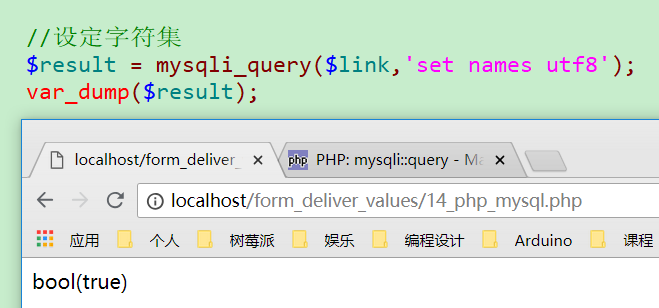 //设定字符集
$result = mysqli_query($link,'set names utf8');
var_dump($result);
localhost/form_deliver_ × php PHP: mysqli::query - Ma ×
localhost/form_deliver_values/14_php_mysql.php
应用 个人 树莓派 娱乐 编程设计 Arduino 课程
bool(true)